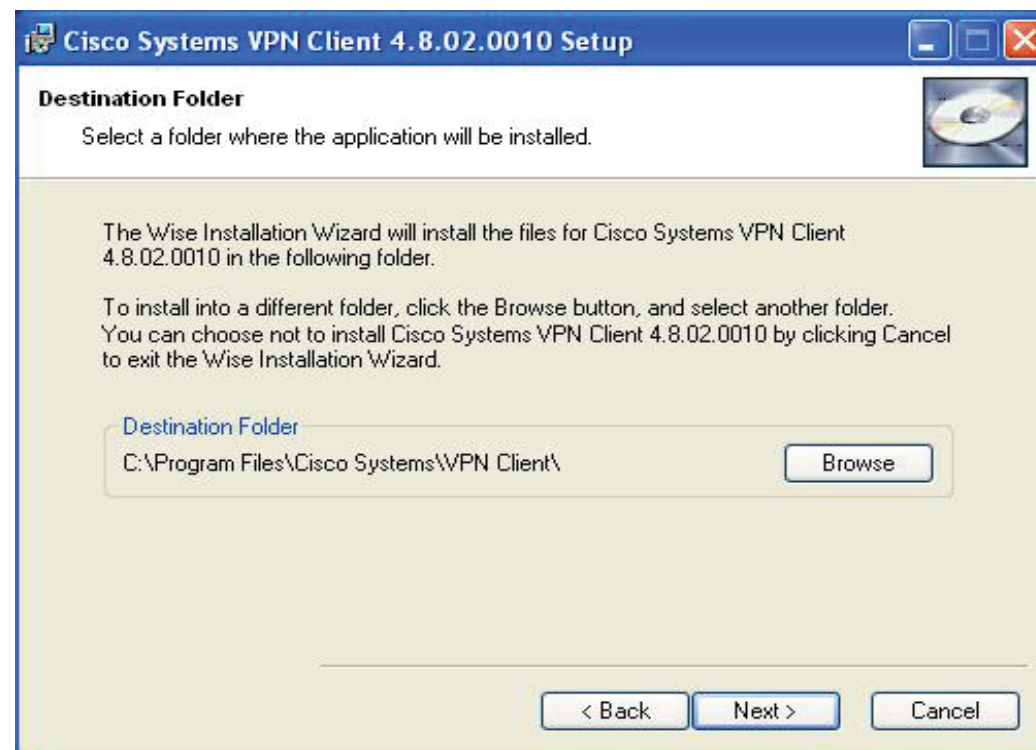 Cisco Systems VPN Client 4.8.02.0010 Setup
Destination Folder
Select a folder where the application will be installed.
The Wise Installation Wizard will install the files for Cisco Systems VPN Client
4.8.02.0010 in the following folder.
To install into a different folder, click the Browse button, and select another folder.
You can choose not to install Cisco Systems VPN Client 4.8.02.0010 by clicking Cancel
to exit the Wise Installation Wizard.
Destination Folder
C:\Program Files\Cisco Systems\VPN Client\
Browse
< Back
Next >
Cancel